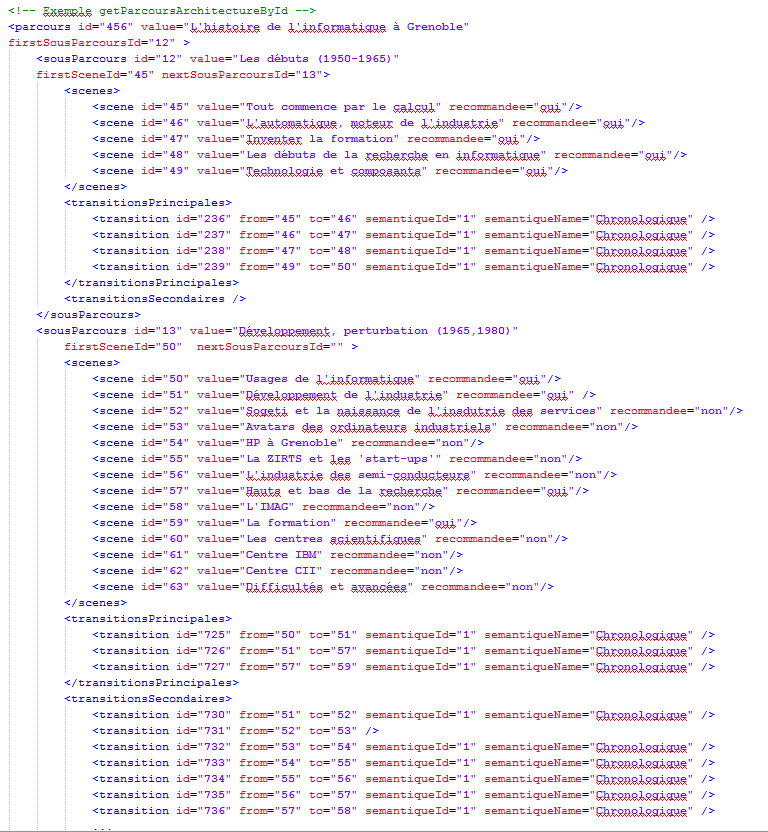 <!-- Exemple getParcoursArchitectureById -->
<parcours id="456" value="L'histoire de l'informatique à Grenoble"
firstSousParcoursId="12" >
<sousParcours id="12" value="Les débuts (1950-1965)"
firstSceneId="45" nextSousParcoursId="13">
<scenes>
<scene id="45" value="Tout commence par le calcul" recommandee="oui"/>
<scene id="46" value="L'automatique, moteur de l'industrie" recommandee="oui"/>
<scene id="47" value="Inventer la formation" recommandee="oui"/>
<scene id="48" value="Les débuts de la recherche en informatique" recommandee="oui"/>
<scene id="49" value="Technologie et composants" recommandee="oui"/>
</scenes>
<transitionsPrincipales>
<transition id="236" from="45" to="46" semantiqueId="1" semantiqueName="Chronologique" />
<transition id="237" from="46" to="47" semantiqueId="1" semantiqueName="Chronologique" />
<transition id="238" from="47" to="48" semantiqueId="1" semantiqueName="Chronologique" />
<transition id="239" from="49" to="50" semantiqueId="1" semantiqueName="Chronologique" />
</transitionsPrincipales>
<transitionsSecondaires />
</sousParcours>
<sousParcours id="13" value="Développement, perturbation (1965,1980)"
firstSceneId="50" nextSousParcoursId="" >
<scenes>
<scene id="50" value="Usages de l'informatique" recommandee="oui"/>
<scene id="51" value="Développement de l'industrie" recommandee="oui" />
<scene id="52" value="Sogeti et la naissance de l'insdutrie des services" recommandee="non"/>
<scene id="53" value="Avatars des ordinateurs industriels" recommandee="non"/>
<scene id="54" value="HP à Grenoble" recommandee="non"/>
<scene id="55" value="La ZIRTS et les 'start-ups'" recommandee="non"/>
<scene id="56" value="L'industrie des semi-conducteurs" recommandee="non"/>
<scene id="57" value="Hauts et bas de la recherche" recommandee="oui"/>
<scene id="58" value="L'IMAG" recommandee="non"/>
<scene id="59" value="La formation" recommandee="oui"/>
<scene id="60" value="Les centres scientifiques" recommandee="non"/>
<scene id="61" value="Centre IBM" recommandee="non"/>
<scene id="62" value="Centre CII" recommandee="non"/>
<scene id="63" value="Difficultés et avancées" recommandee="non"/>
</scenes>
<transitionsPrincipales>
<transition id="725" from="50" to="51" semantiqueId="1" semantiqueName="Chronologique" />
<transition id="726" from="51" to="57" semantiqueId="1" semantiqueName="Chronologique" />
<transition id="727" from="57" to="59" semantiqueId="1" semantiqueName="Chronologique" />
</transitionsPrincipales>
<transitionsSecondaires>
<transition id="730" from="51" to="52" semantiqueId="1" semantiqueName="Chronologique" />
<transition id="731" from="52" to="53" />
<transition id="732" from="53" to="54" semantiqueId="1" semantiqueName="Chronologique" />
<transition id="733" from="54" to="55" semantiqueId="1" semantiqueName="Chronologique" />
<transition id="734" from="55" to="56" semantiqueId="1" semantiqueName="Chronologique" />
<transition id="735" from="56" to="57" semantiqueId="1" semantiqueName="Chronologique" />
<transition id="736" from="57" to="58" semantiqueId="1" semantiqueName="Chronologique" />
...